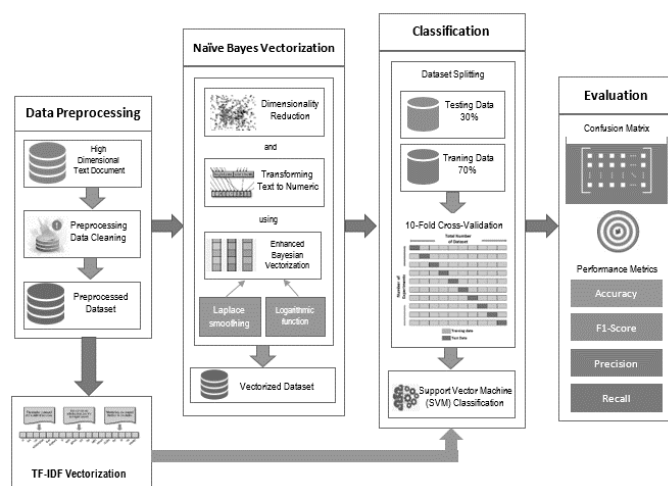 Data Preprocessing
High
Dimensional
Text Document
Preprocessing
Data Cleaning
Preprocessed
Dataset
TF-IDF Vectorization
Naïve Bayes Vectorization
Dimensionality
Reduction
and
Transforming
Text to Numeric
using
Enhanced
Bayesian
Vectorization
Laplace
smoothing
Logarithmic
function
Vectorized Dataset
Classification
Dataset Splitting
Testing Data
30%
Traning Data
70%
10-Fold Cross-Validation
Total Number
of Dataset
Number of
Experiments
Training data
Test Data
Support Vector Machine
(SVM) Classification
Evaluation
Confusion Matrix
Performance Metrics
Accuracy
F1-Score
Precision
Recall